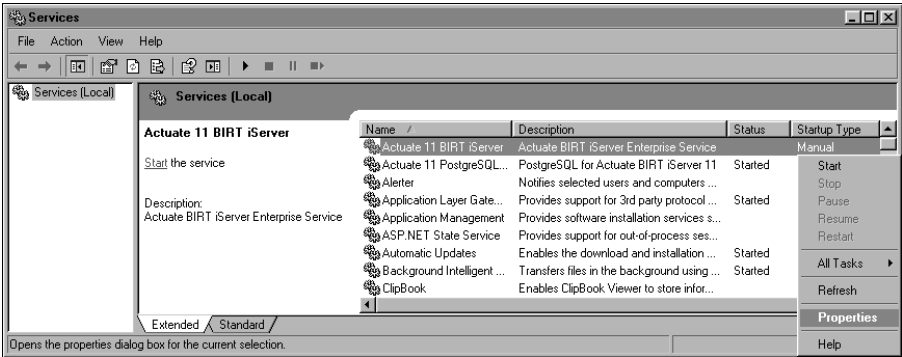 Services
File Action View Help
Services (Local)
Services (Local)
Actuate 11 BIRT iServer
Start the service
Description:
Actuate BIRT iServer Enterprise Service
Name Description Status Startup Type
Actuate 11 BIRT iServer Actuate BIRT iServer Enterprise Service Manual
Actuate 11 PostgreSQL... PostgreSQL for Actuate BIRT iServer 11 Started
Alerter Notifies selected users and computers ...
Application Layer Gate... Provides support for 3rd party protocol ... Started
Application Management Provides software installation services s...
ASP.NET State Service Provides support for out-of-process ses...
Automatic Updates Enables the download and installation ... Started
Background Intelligent ... Transfers files in the background using ... Started
ClipBook Enables ClipBook Viewer to store infor...
Start
Stop
Pause
Resume
Restart
All Tasks
Refresh
Properties
Help
Extended Standard
Opens the properties dialog box for the current selection.